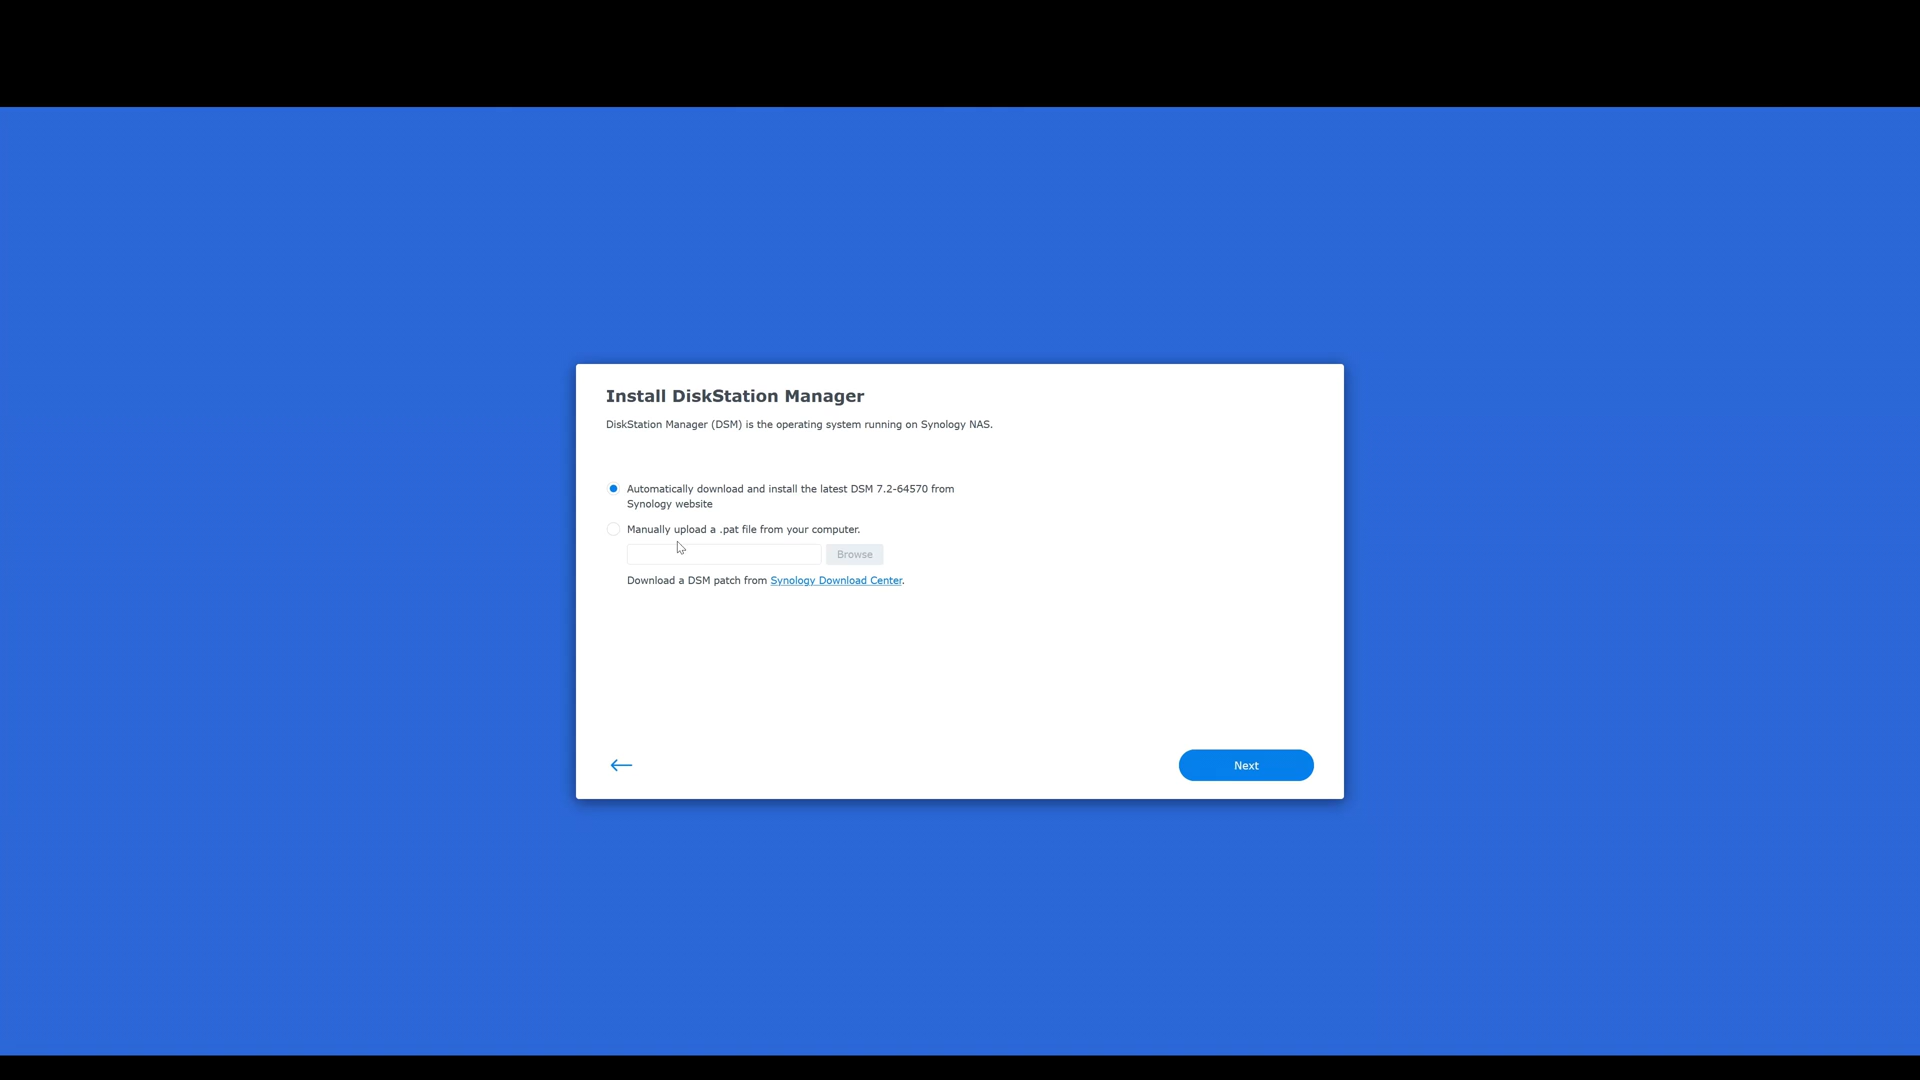 Install DiskStation Manager
DiskStation Manager (DSM) is the operating system running on Synology NAS.
Automatically download and install the latest DSM 7.2-64570 from
Synology website
Manually upload a .pat file from your computer.
Browse
Download a DSM patch from Synology Download Center.
Next